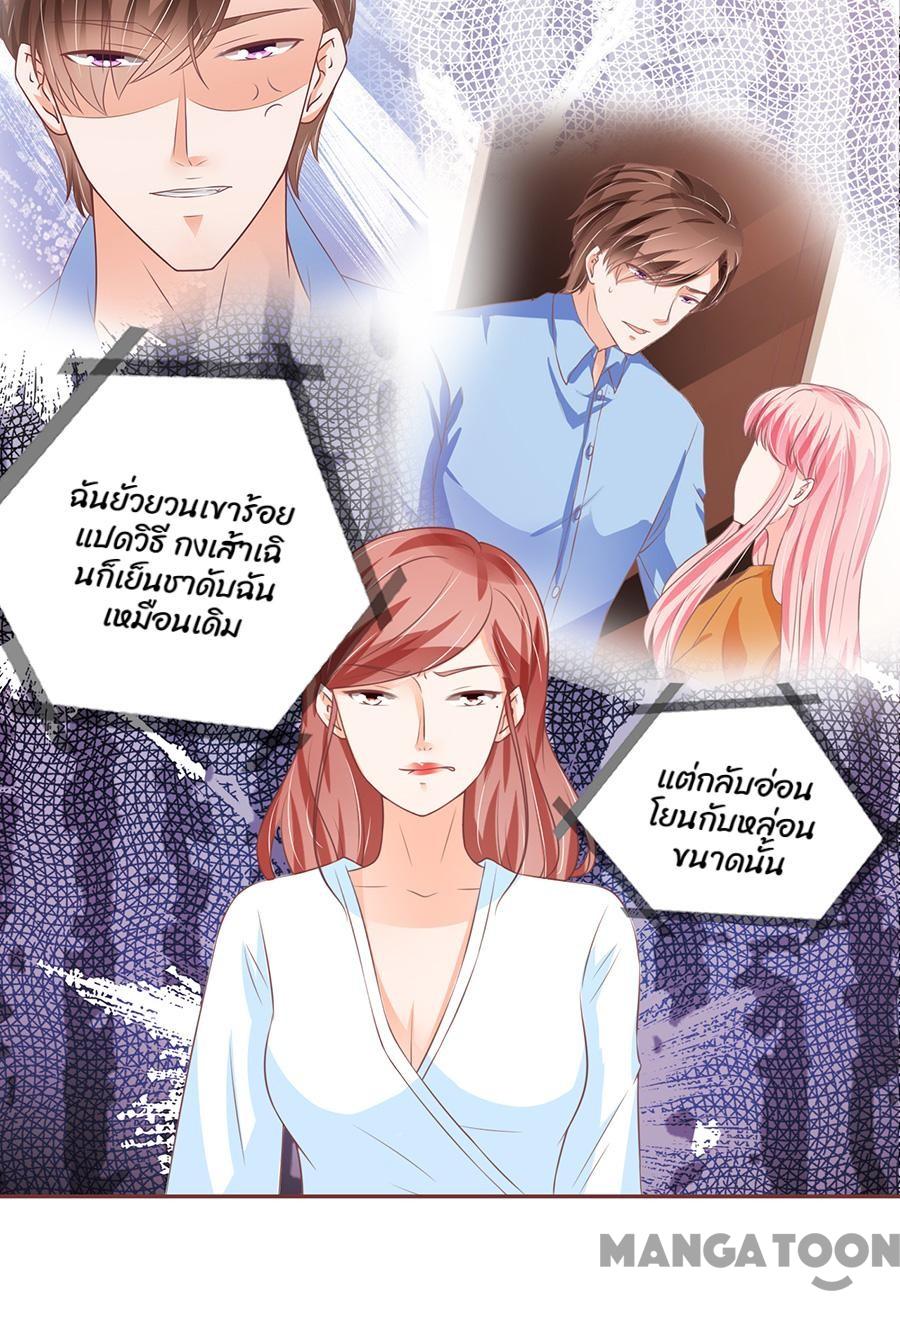 ฉันยั่วยวนเขาร้อย
แปดวิธี กงเส้าเฉิ
นก็เย็นชาดับฉัน
เหมือนเดิม
แต่กลับอ่อน
โยนกับหล่อน
ขนาดนั้น
MANGATOON